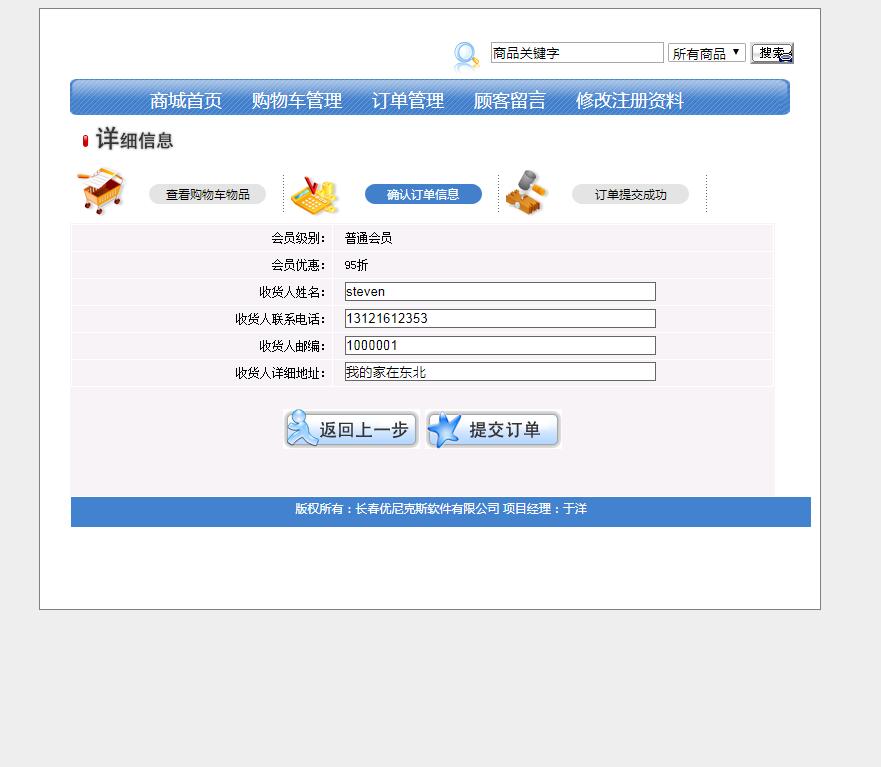 商品关键字 所有商品 搜索
商城首页 购物车管理 订单管理 顾客留言 修改注册资料
详细信息
查看购物车物品 确认订单信息 订单提交成功
会员级别： 普通会员
会员优惠： 95折
收货人姓名： steven
收货人联系电话： 13121612353
收货人邮编： 1000001
收货人详细地址： 我的家在东北
返回上一步 提交订单
版权所有：长春优尼克斯软件有限公司 项目经理：于洋